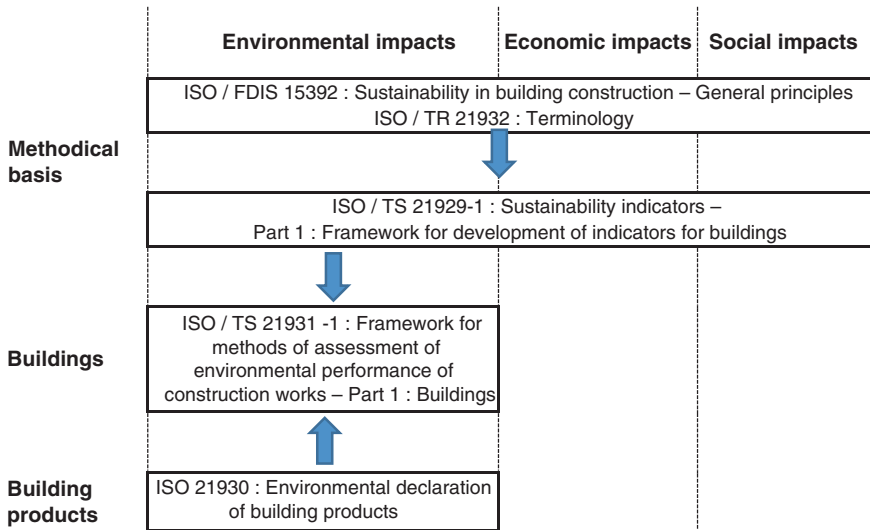 Environmental impacts Economic impacts Social impacts
ISO / FDIS 15392 : Sustainability in building construction – General principles
ISO / TR 21932 : Terminology
Methodical
basis
ISO / TS 21929-1 : Sustainability indicators –
Part 1 : Framework for development of indicators for buildings
Buildings
ISO / TS 21931 -1 : Framework for
methods of assessment of
environmental performance of
construction works – Part 1 : Buildings
Building
products
ISO 21930 : Environmental declaration
of building products